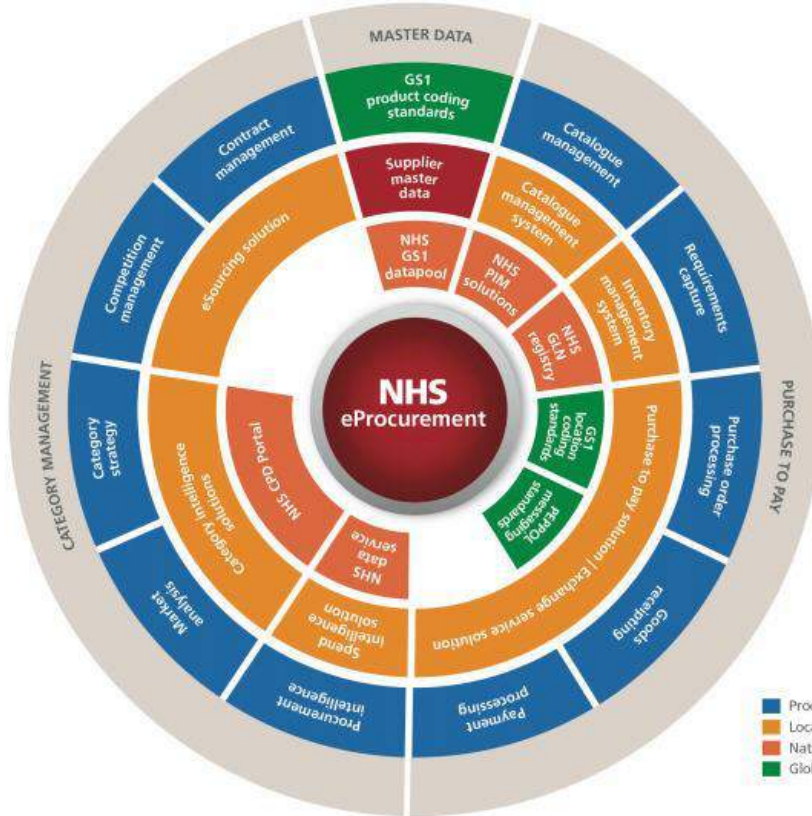 MASTER DATA
GS1
product coding
standards
Supplier
master
data
NHS
GS1
datapool
NHS
PIM
solutions
NHS
GLN
registry
Catalogue
management
Catalogue
management
system
Requirements
capture
Inventory
management
system
PURCHASE TO PAY
Purchase order
processing
Goods
receipting
Payment
processing
Purchase to pay solution | Exchange service solution
GS1
location
coding
standards
PEPPOL
messaging
standards
NHS
eProcurement
CATEGORY MANAGEMENT
Contract
management
Competition
management
eSourcing solution
Category
strategy
Market
analysis
Procurement
intelligence
Category intelligence
solutions
Spend
intelligence
solution
NHS CPD Portal
NHS
data
service